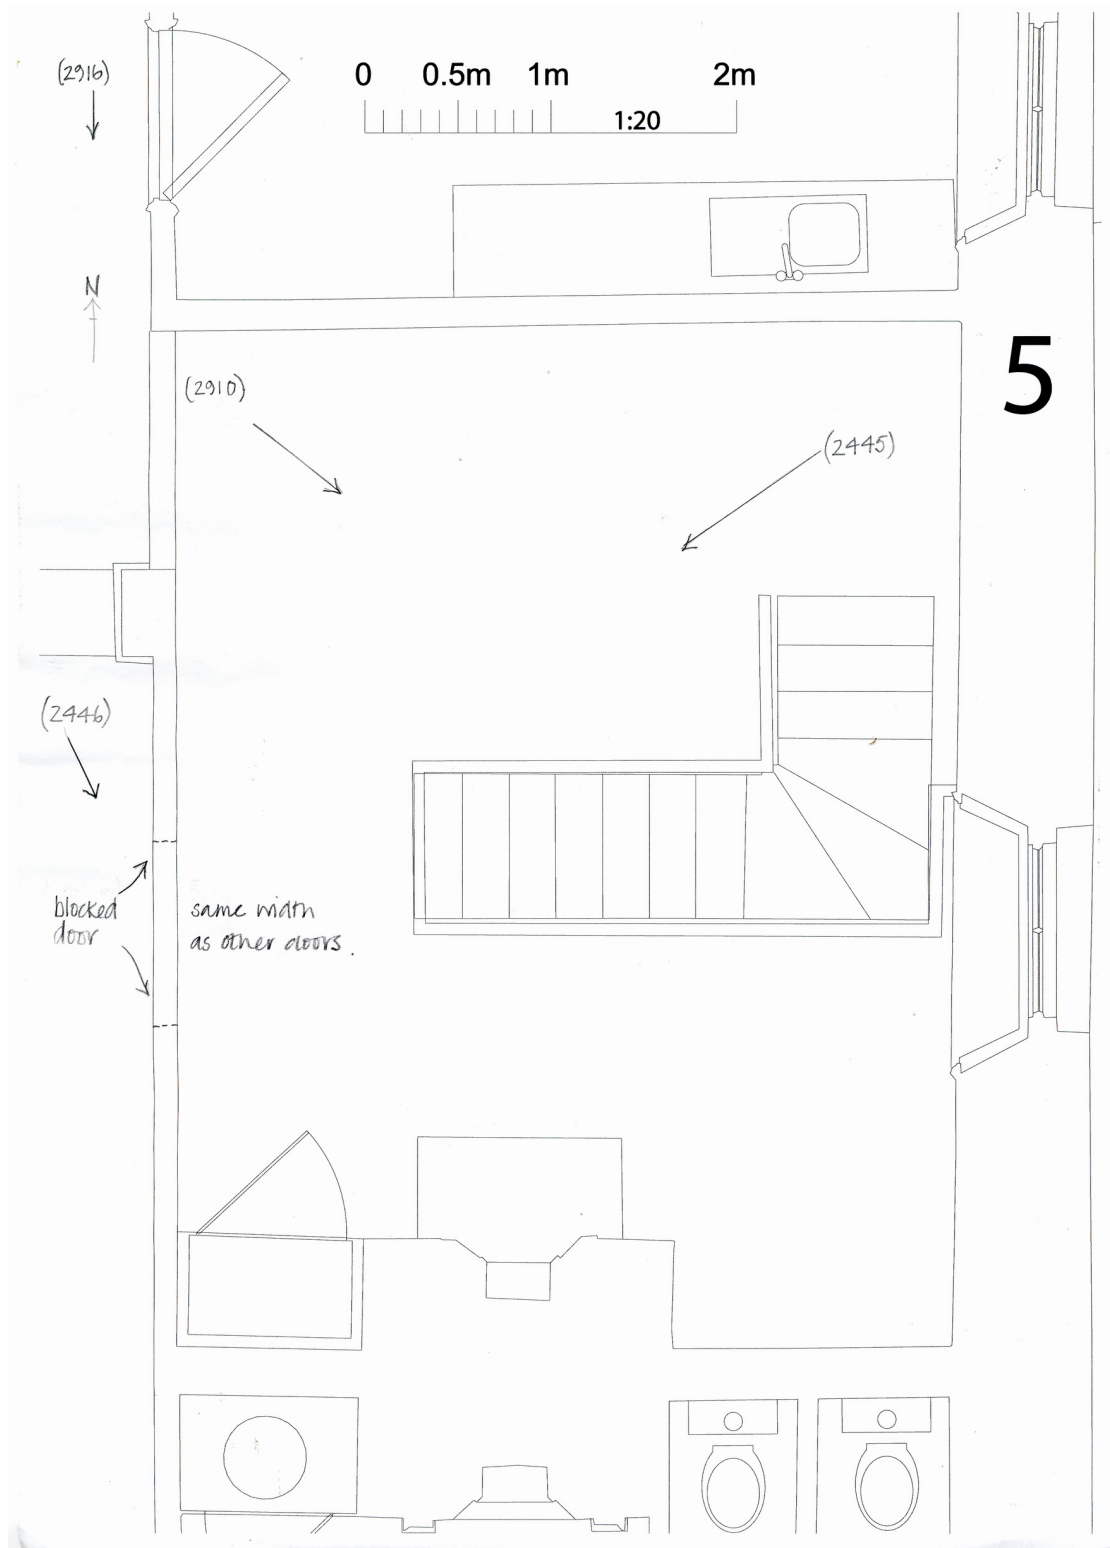 (2916)
0 0.5m 1m 2m
1:20
N
5
(2910)
(2445)
(2446)
blocked
door
same width
as other doors.